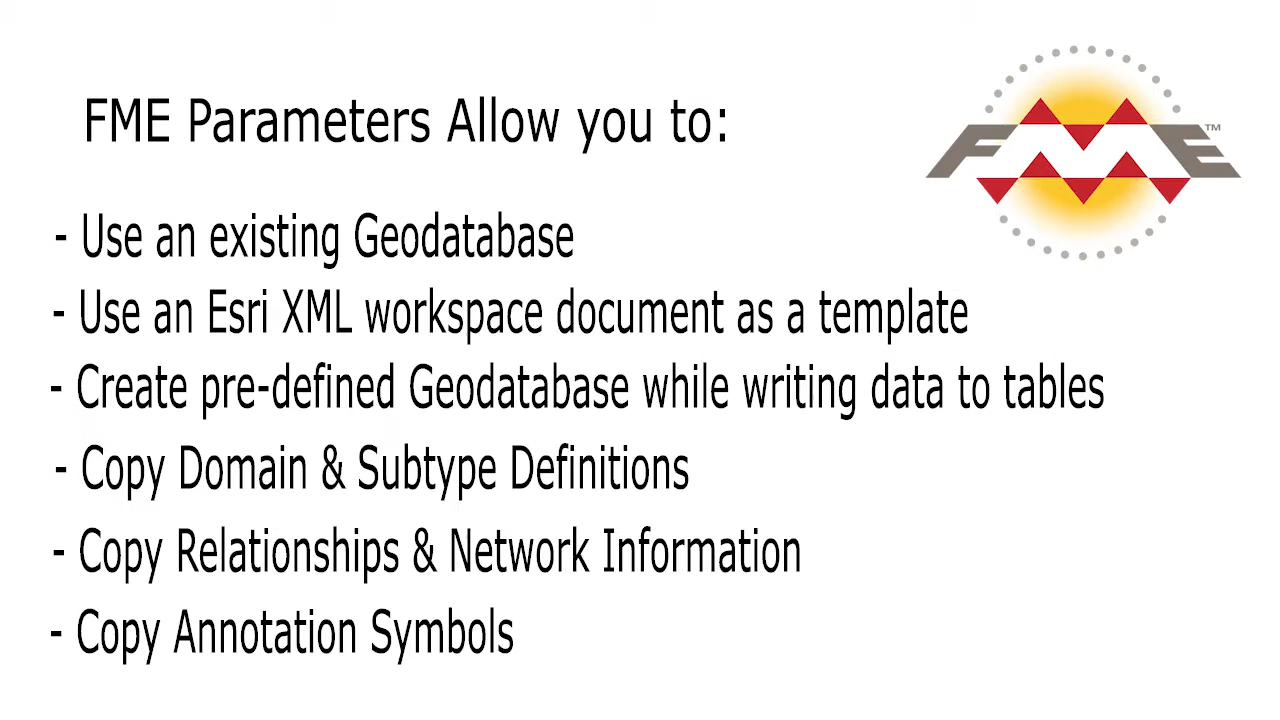 FME Parameters Allow you to:
FME™
- Use an existing Geodatabase
- Use an Esri XML workspace document as a template
- Create pre-defined Geodatabase while writing data to tables
- Copy Domain & Subtype Definitions
- Copy Relationships & Network Information
- Copy Annotation Symbols